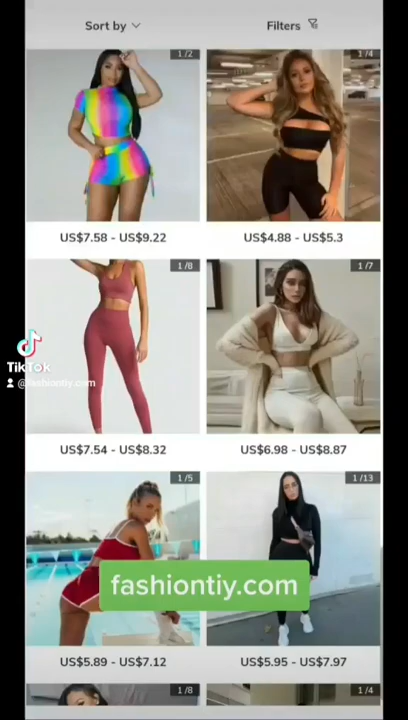 Sort by
Filters
1/2
1/4
US$7.58 - US$9.22
US$4.88 - US$5.3
1/8
1/7
TikTok
@fashiontiy.com
US$7.54 - US$8.32
US$6.98 - US$8.87
1/5
1/13
fashiontiy.com
US$5.89 - US$7.12
US$5.95 - US$7.97
1/8
1/4